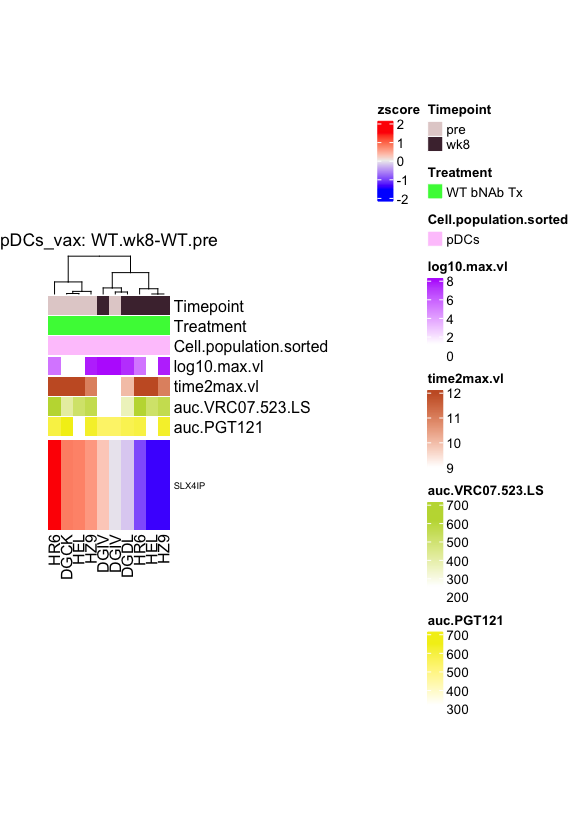 pDCs_vax: WT.wk8-WT.pre
Timepoint
Treatment
Cell.population.sorted
log10.max.vl
time2max.vl
auc.VRC07.523.LS
auc.PGT121
SLX4IP
HR6
DGCK
HEL
HZ9
DGIV
DGIV
DGDL
HR6
HEL
HZ9
zscore
2
1
0
-1
-2
Timepoint
pre
wk8
Treatment
WT bNAb Tx
Cell.population.sorted
pDCs
log10.max.vl
8
6
4
2
0
time2max.vl
12
11
10
9
auc.VRC07.523.LS
700
600
500
400
300
200
auc.PGT121
700
600
500
400
300